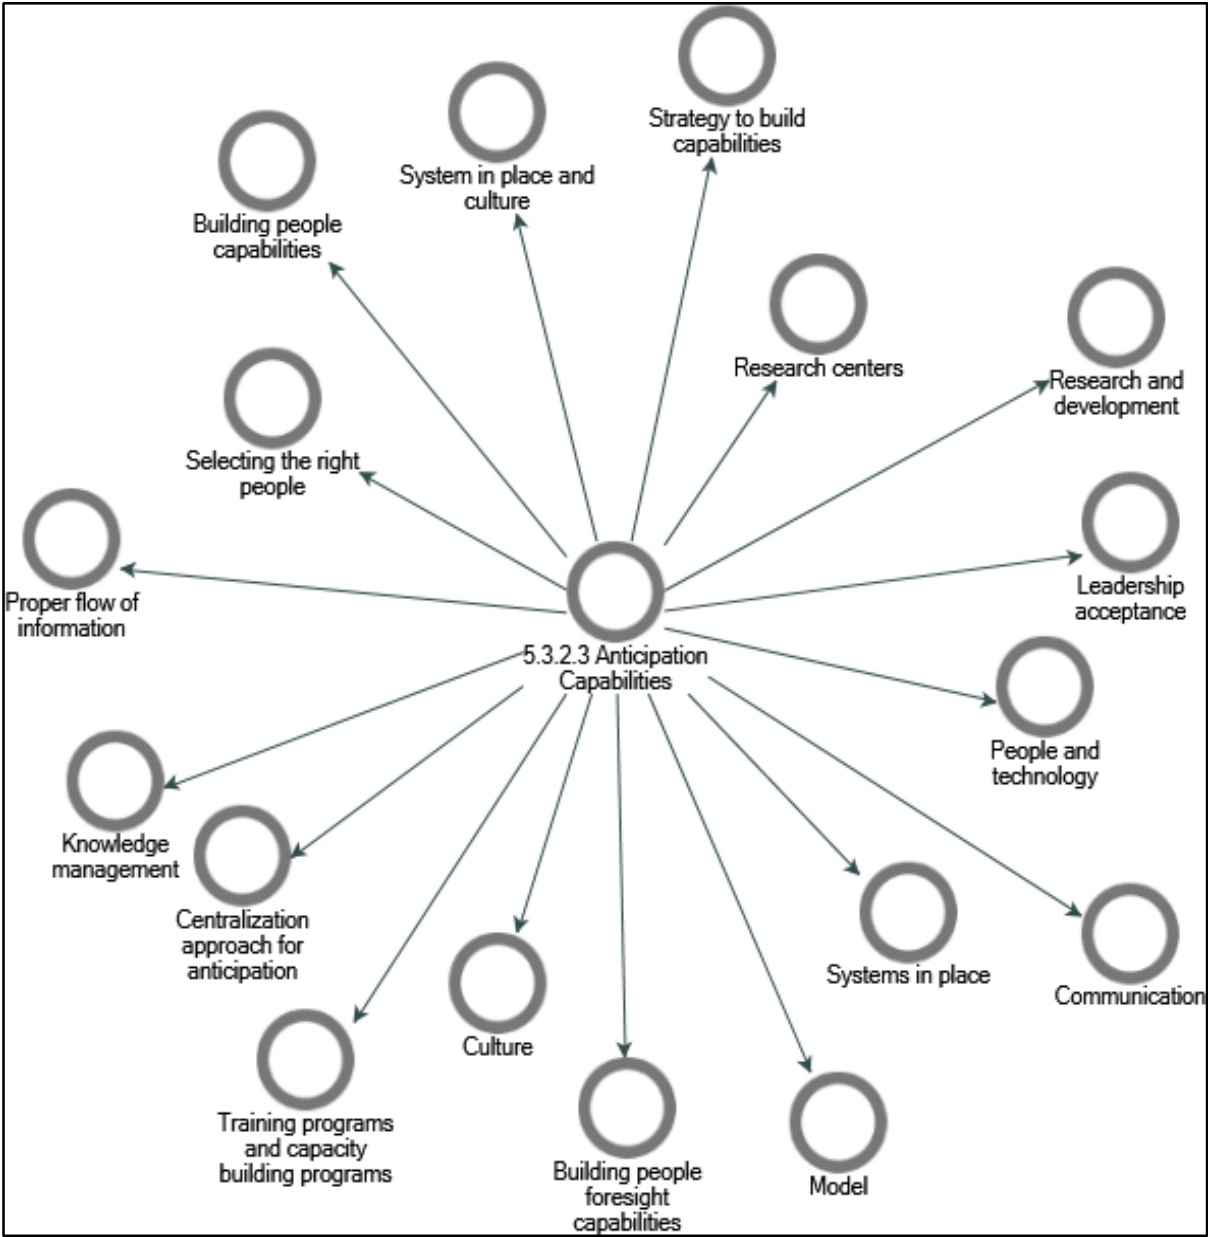 Strategy to build
capabilities
System in place and
culture
Building people
capabilities
Research centers
Research and
development
Selecting the right
people
Leadership
acceptance
Proper flow of
information
5.3.2.3 Anticipation
Capabilities
People and
technology
Knowledge
management
Centralization
approach for
anticipation
Systems in place
Communication
Culture
Training programs
and capacity
building programs
Building people
foresight
capabilities
Model